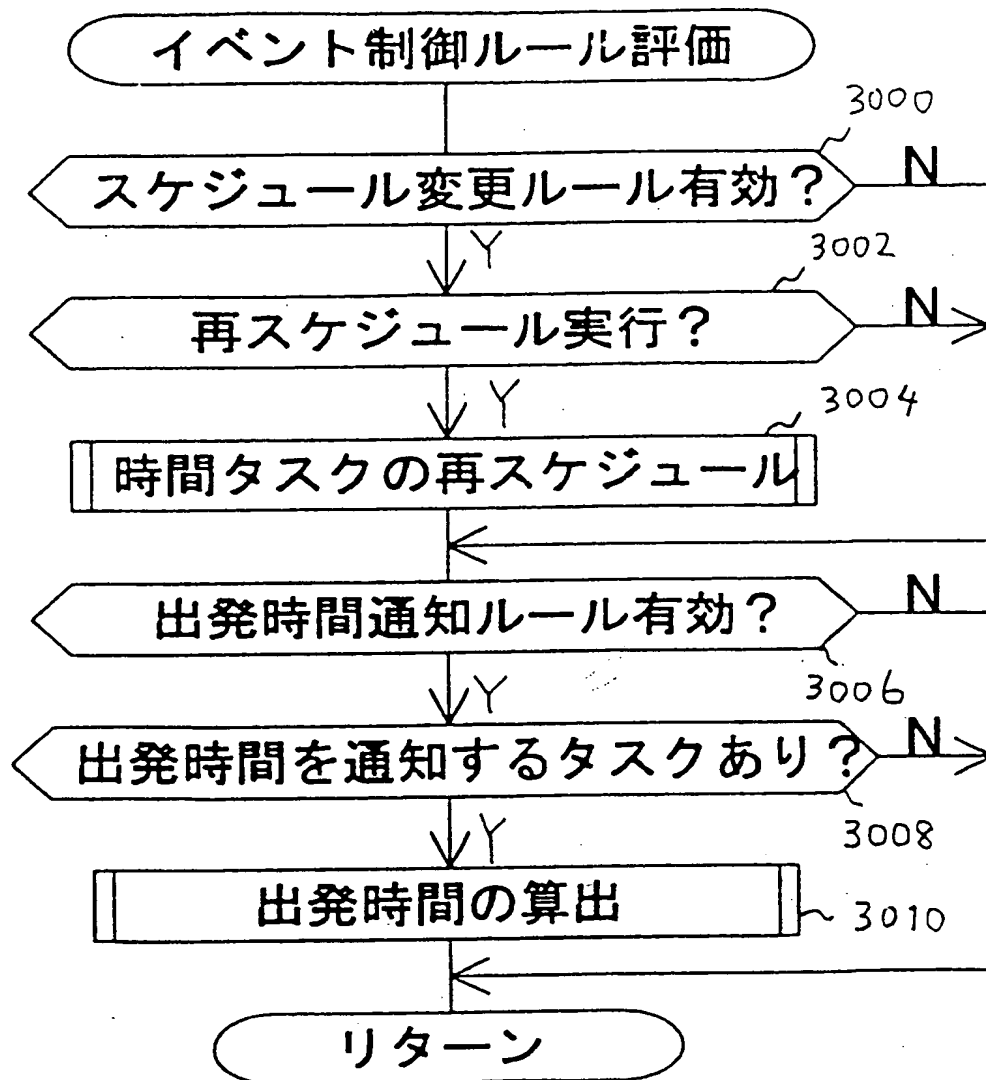 イベント制御ルール評価
3000
スケジュール変更ルール有効？
N
Y
3002
再スケジュール実行？
N
Y
3004
時間タスクの再スケジュール
出発時間通知ルール有効？
N
Y
3006
出発時間を通知するタスクあり？
N
Y
3008
出発時間の算出
3010
リターン